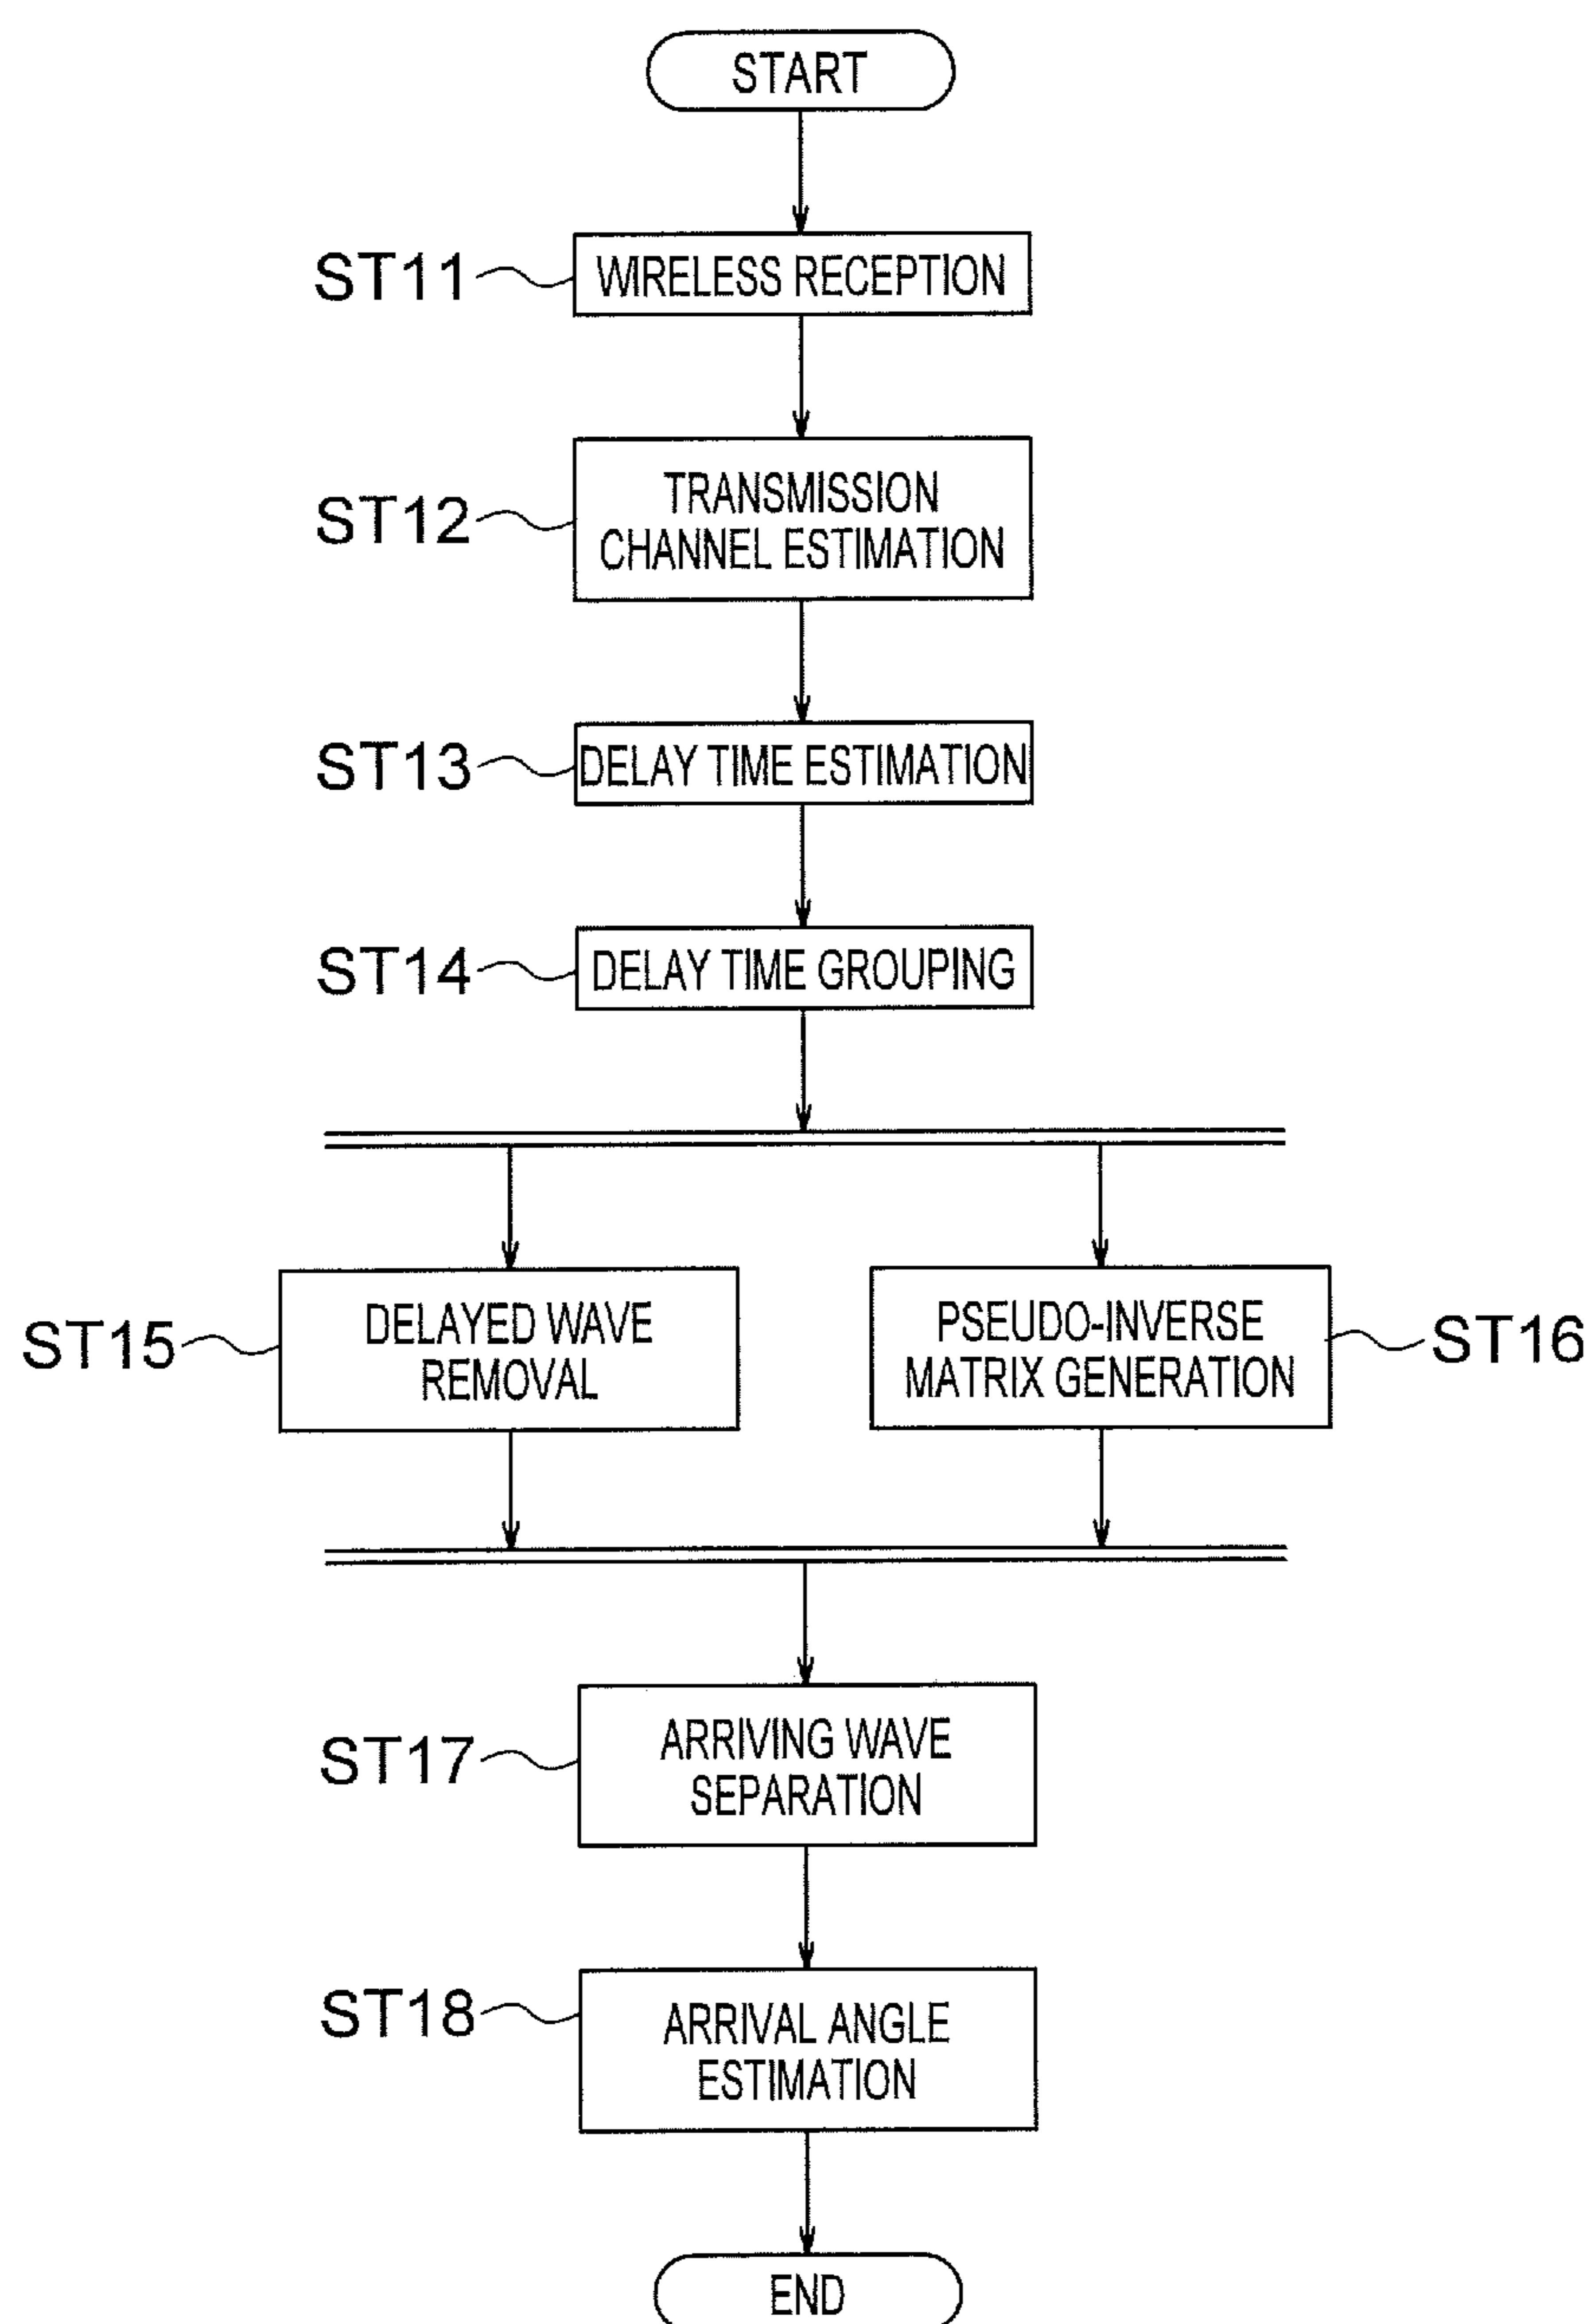 START
ST11
WIRELESS RECEPTION
ST12
TRANSMISSION
CHANNEL ESTIMATION
ST13
DELAY TIME ESTIMATION
ST14
DELAY TIME GROUPING
ST15
DELAYED WAVE
REMOVAL
PSEUDO-INVERSE
MATRIX GENERATION
ST16
ST17
ARRIVING WAVE
SEPARATION
ST18
ARRIVAL ANGLE
ESTIMATION
END